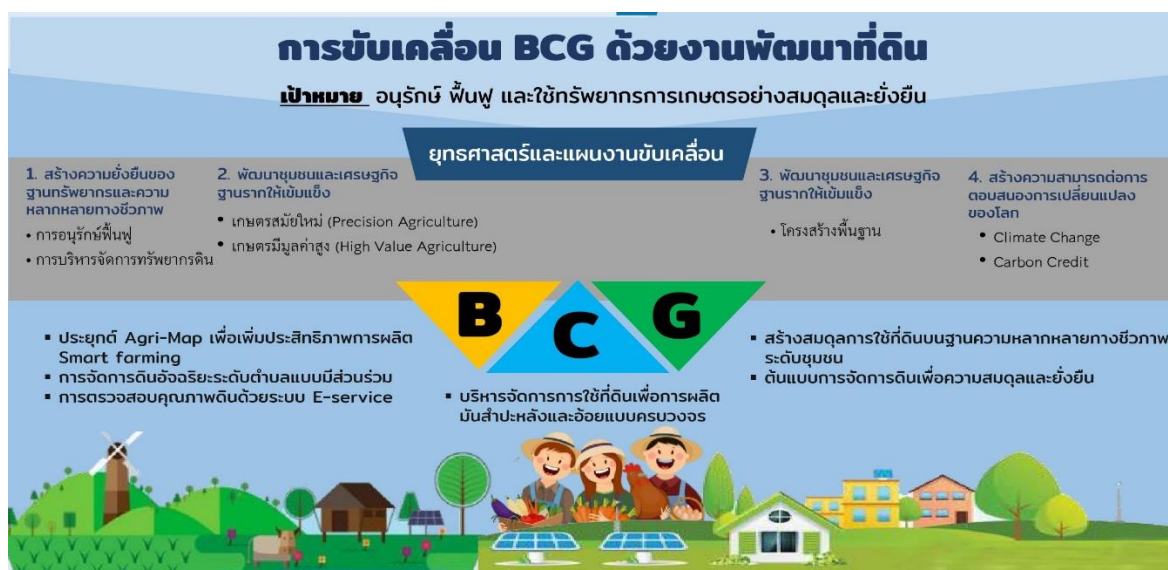 การขับเคลื่อน BCG ด้วยงานพัฒนาที่ดิน
เป้าหมาย อนุรักษ์ ฟื้นฟู และใช้ทรัพยากรการเกษตรอย่างสมดุลและยั่งยืน
ยุทธศาสตร์และแผนงานขับเคลื่อน
1. สร้างความยั่งยืนของ
ฐานทรัพยากรและความ
หลากหลายทางชีวภาพ
• การอนุรักษ์ฟื้นฟู
• การบริหารจัดการทรัพยากรดิน
2. พัฒนาชุมชนและเศรษฐกิจ
ฐานรากให้เข้มแข็ง
• เกษตรสมัยใหม่ (Precision Agriculture)
• เกษตรมีมูลค่าสูง (High Value Agriculture)
3. พัฒนาชุมชนและเศรษฐกิจ
ฐานรากให้เข้มแข็ง
• โครงสร้างพื้นฐาน
4. สร้างความสามารถต่อการ
ตอบสนองการเปลี่ยนแปลง
ของโลก
• Climate Change
• Carbon Credit
B C G
▪ ประยุกต์ Agri-Map เพื่อเพิ่มประสิทธิภาพการผลิต
Smart farming
▪ การจัดการดินอัจฉริยะระดับตำบลแบบมีส่วนร่วม
▪ การตรวจสอบคุณภาพดินด้วยระบบ E-service
▪ บริหารจัดการการใช้ที่ดินเพื่อการผลิต
มันสำปะหลังและอ้อยแบบครบวงจร
▪ สร้างสมดุลการใช้ที่ดินบนฐานความหลากหลายทางชีวภาพ
ระดับชุมชน
▪ ต้นแบบการจัดการดินเพื่อความสมดุลและยั่งยืน